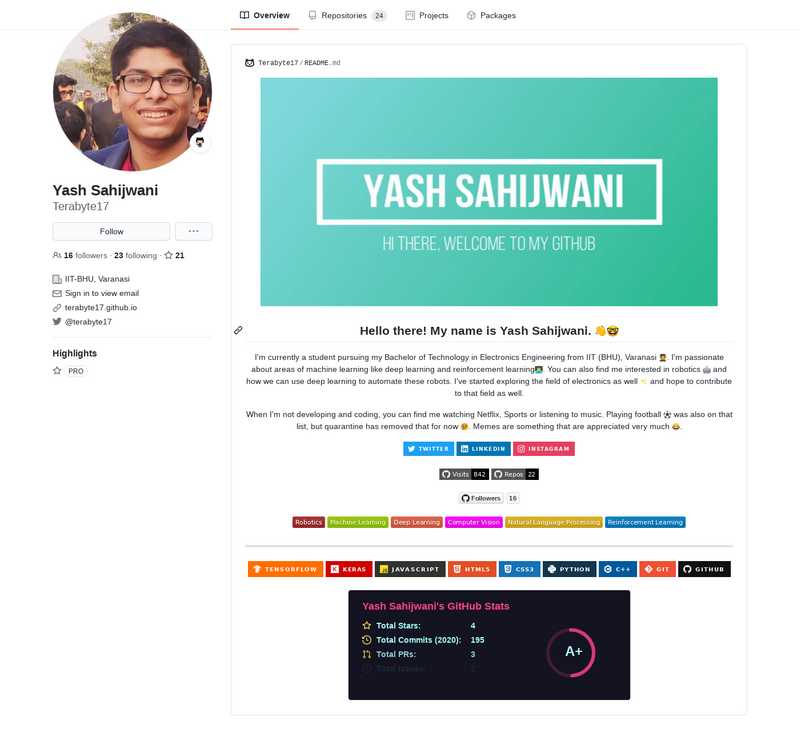 Overview
Repositories 24
Projects
Packages
Terabyte17/README.md
YASH SAHIJWANI
HI THERE, WELCOME TO MY GITHUB
Yash Sahijwani
Terabyte17
Follow
...
16 followers · 23 following · 21
IIT-BHU, Varanasi
Sign in to view email
terabyte17.github.io
@terabyte17
Highlights
PRO
Hello there! My name is Yash Sahijwani. 👋🤓
I'm currently a student pursuing my Bachelor of Technology in Electronics Engineering from IIT (BHU), Varanasi 👨‍🎓. I'm passionate
about areas of machine learning like deep learning and reinforcement learning👨‍💻. You can also find me interested in robotics 🤖 and
how we can use deep learning to automate these robots. I've started exploring the field of electronics as well 💡 and hope to contribute
to that field as well.
When I'm not developing and coding, you can find me watching Netflix, Sports or listening to music. Playing football ⚽ was also on that
list, but quarantine has removed that for now 😢. Memes are something that are appreciated very much 😂.
TWITTER LINKEDIN INSTAGRAM
Visits 842 Repos 22
Followers 16
Robotics Machine Learning Deep Learning Computer Vision Natural Language Processing Reinforcement Learning
TENSORFLOW KERAS JAVASCRIPT HTML5 CSS3 PYTHON C++ GIT GITHUB
Yash Sahijwani's GitHub Stats
Total Stars: 4
Total Commits (2020): 195
Total PRs: 3
Total Issues:
A+